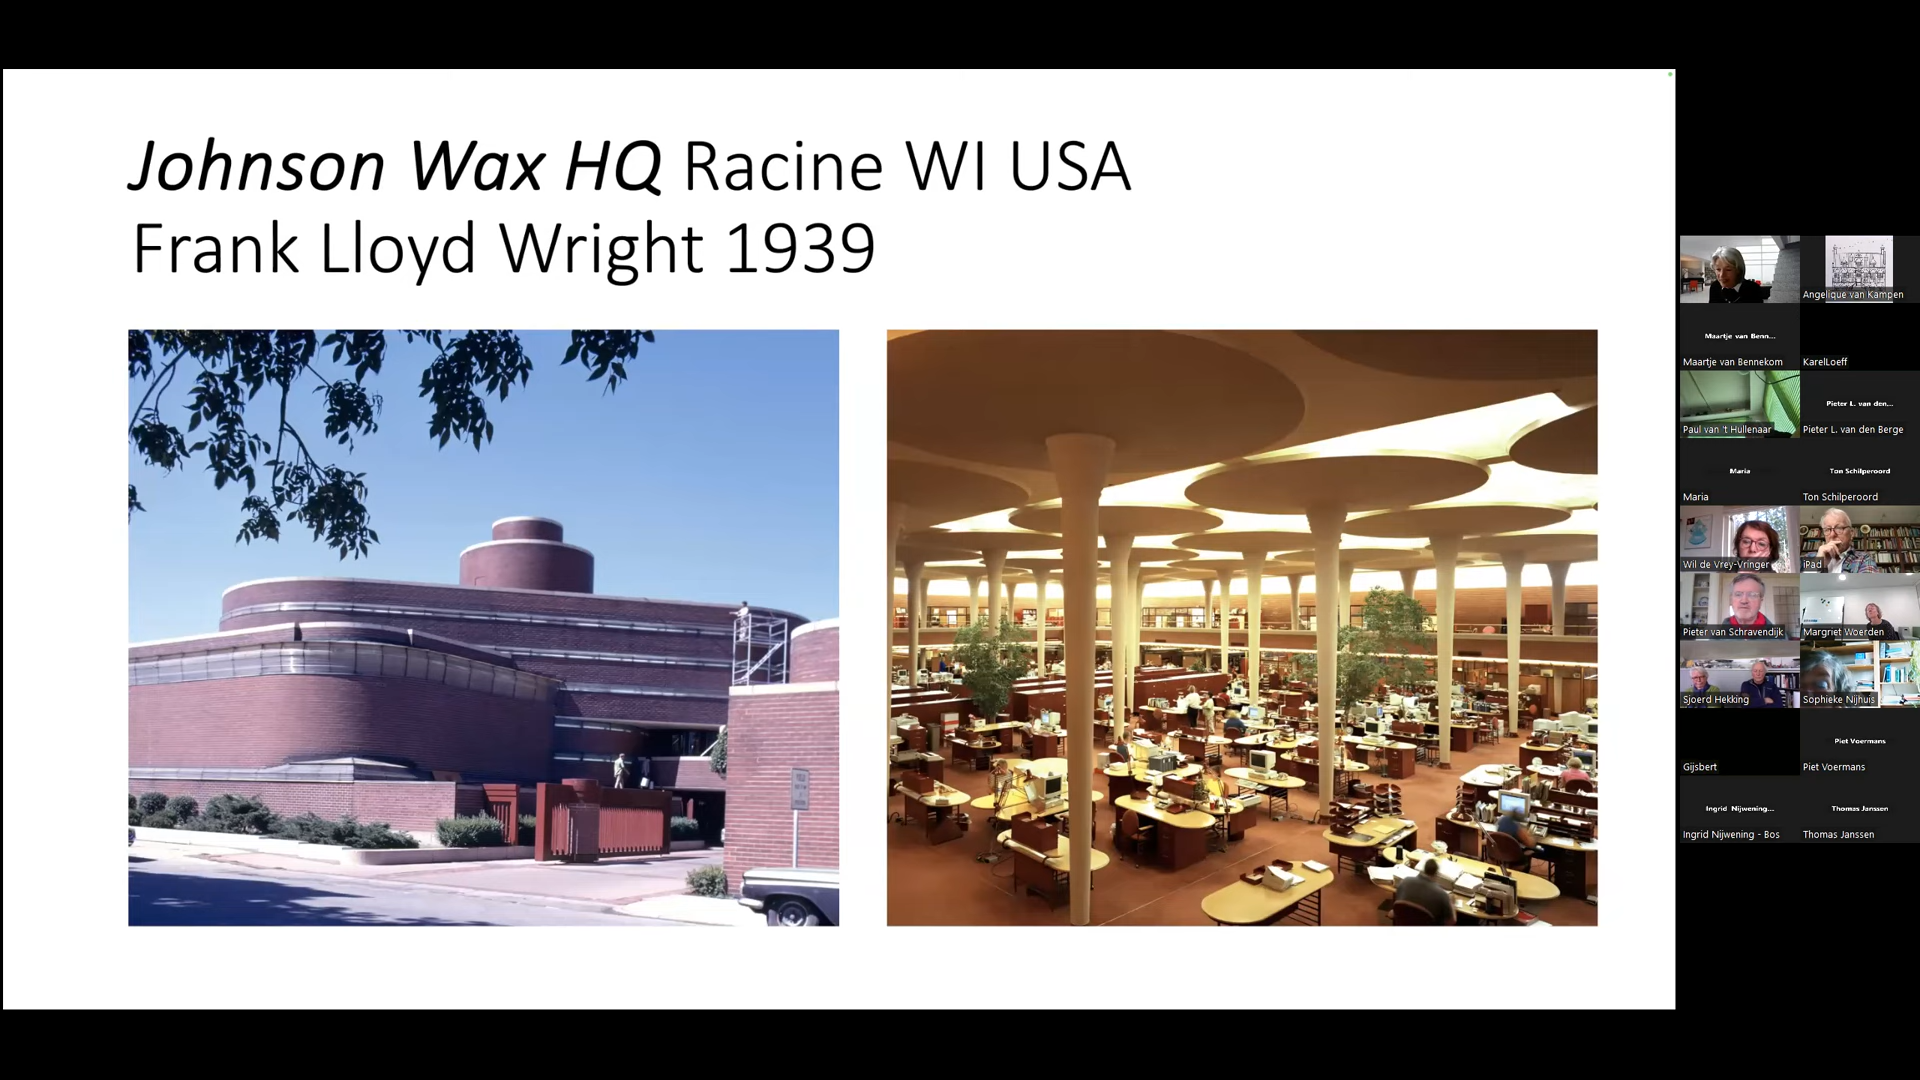 Johnson Wax HQ Racine WI USA
Frank Lloyd Wright 1939
Angelique van Kampen
Maartje van Benn...
Maartje van Bennekom
KarelLoeff
Paul van 't Hullenaar
Pieter L. van den...
Pieter L. van den Berge
Maria
Maria
Ton Schilperoord
Ton Schilperoord
Wil de Vrey-Vringer
iPad
Pieter van Schravendijk
Margriet Woerden
Sjoerd Hekking
Sophieke Nijhuis
Gijsbert
Piet Voermans
Piet Voermans
Ingrid Nijwening...
Ingrid Nijwening - Bos
Thomas Janssen
Thomas Janssen